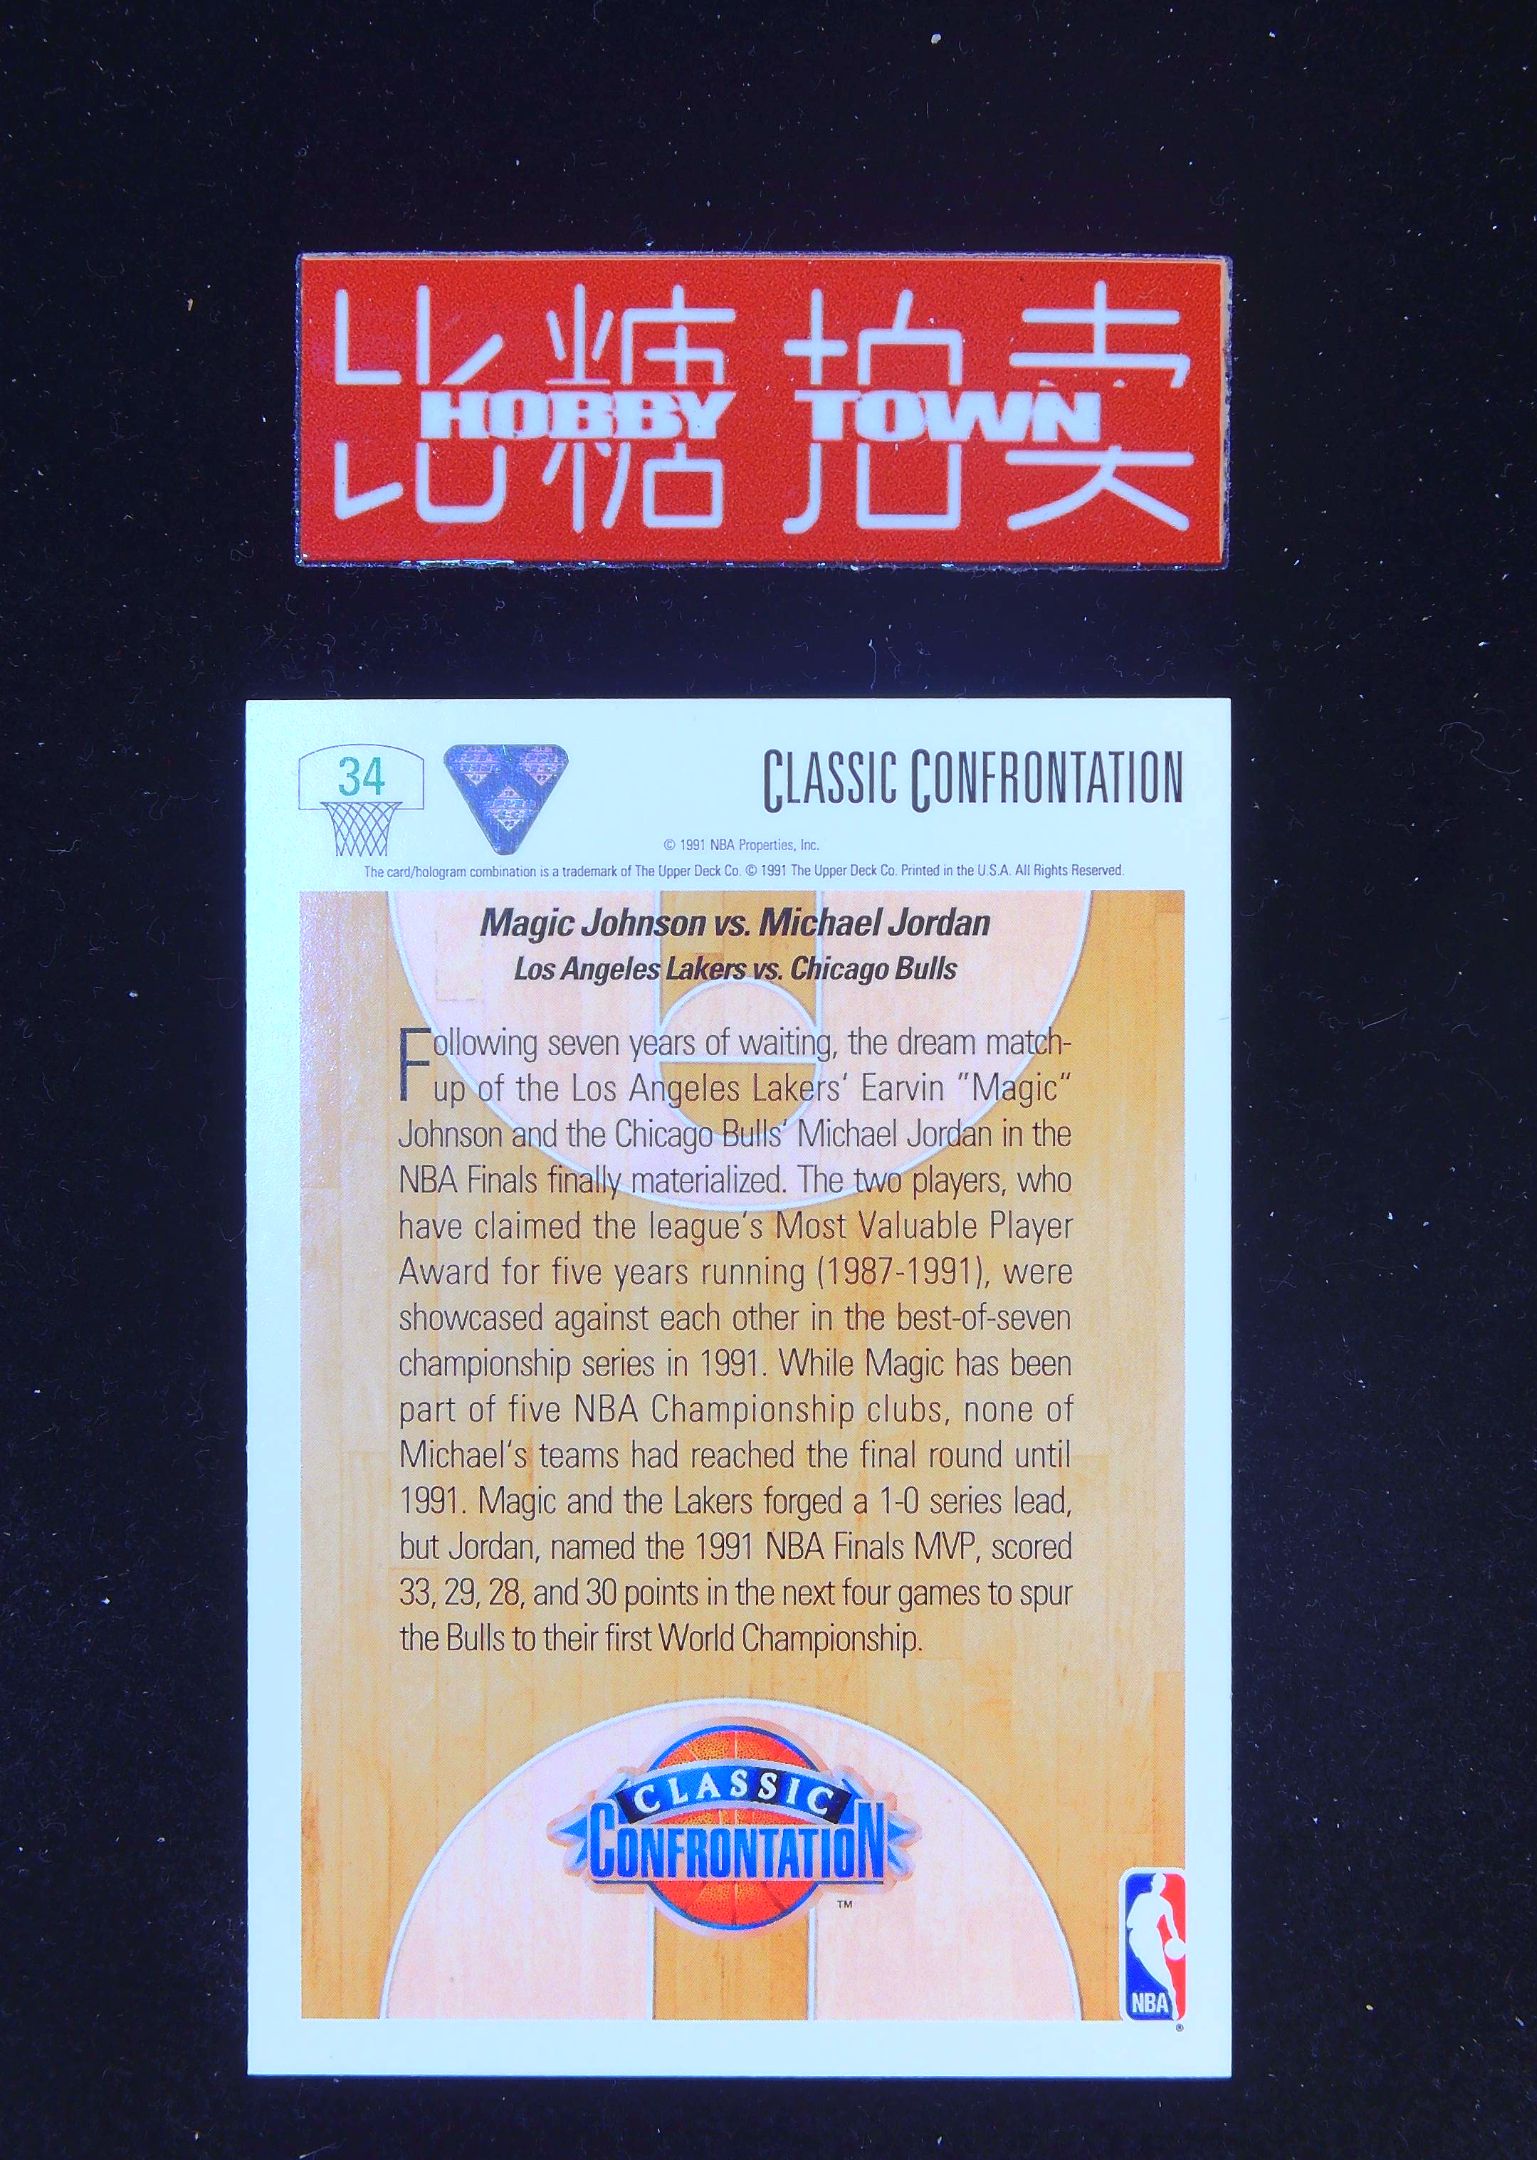 比糖拍卖
HOBBY TOWN
34
CLASSIC CONFRONTATION
© 1991 NBA Properties, Inc.
The card/hologram combination is a trademark of The Upper Deck Co. © 1991 The Upper Deck Co. Printed in the U.S.A. All Rights Reserved.
Magic Johnson vs. Michael Jordan
Los Angeles Lakers vs. Chicago Bulls
Following seven years of waiting, the dream match-
up of the Los Angeles Lakers' Earvin "Magic"
Johnson and the Chicago Bulls' Michael Jordan in the
NBA Finals finally materialized. The two players, who
have claimed the league's Most Valuable Player
Award for five years running (1987-1991), were
showcased against each other in the best-of-seven
championship series in 1991. While Magic has been
part of five NBA Championship clubs, none of
Michael's teams had reached the final round until
1991. Magic and the Lakers forged a 1-0 series lead,
but Jordan, named the 1991 NBA Finals MVP, scored
33, 29, 28, and 30 points in the next four games to spur
the Bulls to their first World Championship.
CLASSIC
CONFRONTATION
TM
NBA
®